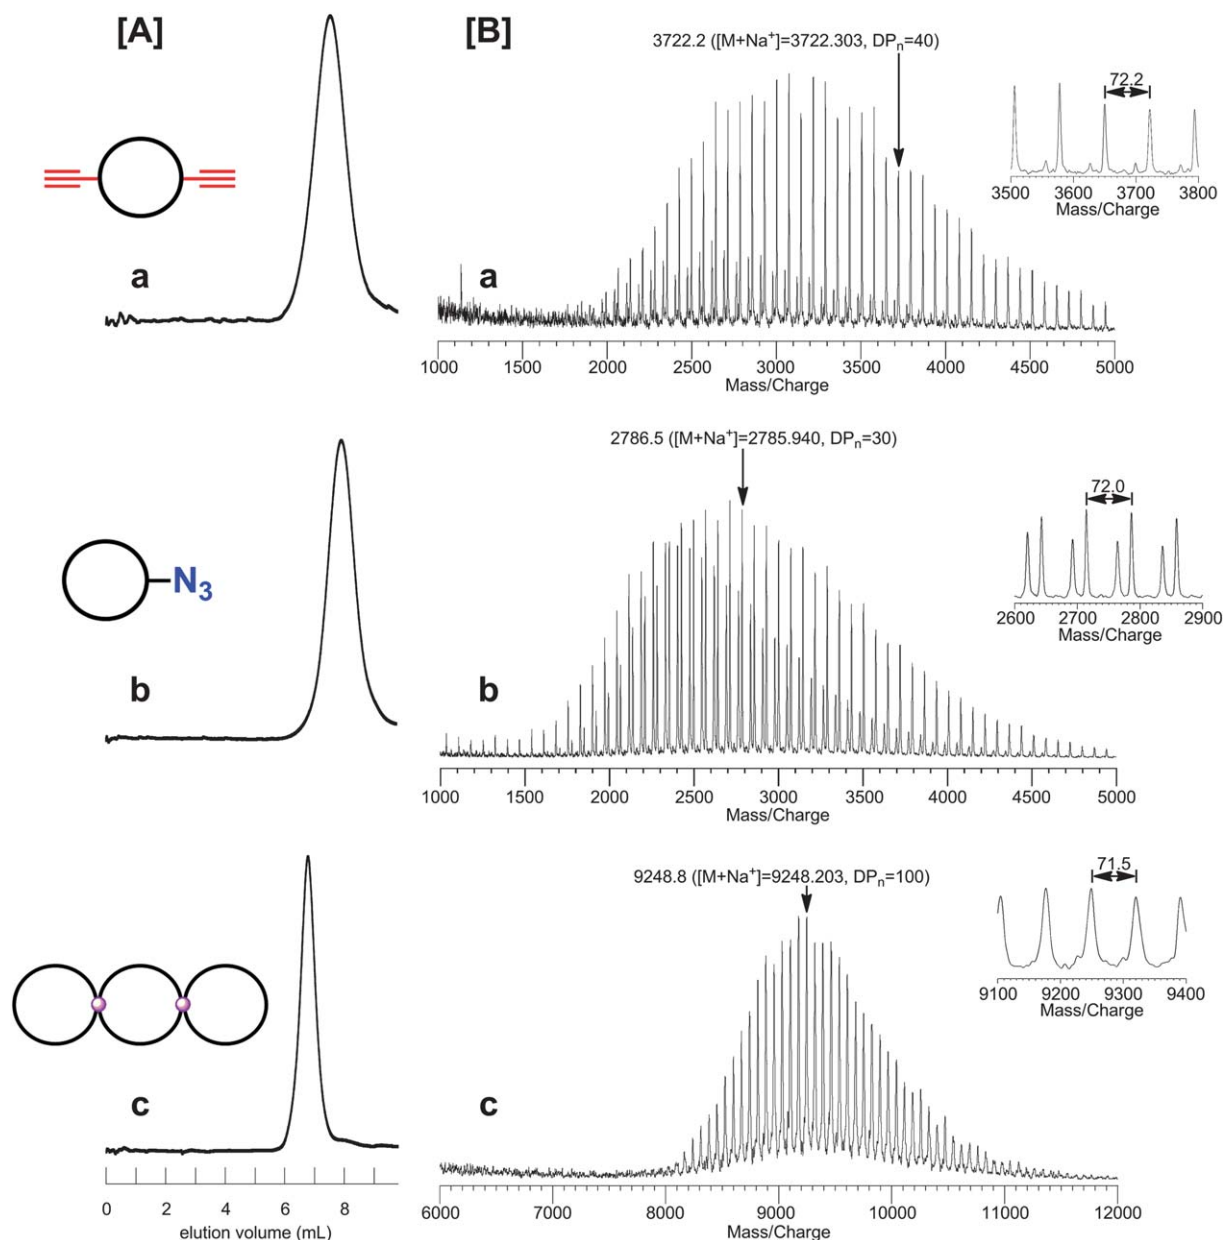 [A]
[B]
3722.2 ([M+Na⁺]=3722.303, DPₙ=40)
72.2
3500 3600 3700 3800
Mass/Charge
a
a
1000 1500 2000 2500 3000 3500 4000 4500 5000
Mass/Charge
2786.5 ([M+Na⁺]=2785.940, DPₙ=30)
72.0
2600 2700 2800 2900
Mass/Charge
N₃
b
b
1000 1500 2000 2500 3000 3500 4000 4500 5000
Mass/Charge
9248.8 ([M+Na⁺]=9248.203, DPₙ=100)
71.5
9100 9200 9300 9400
Mass/Charge
c
c
0 2 4 6 8
elution volume (mL)
6000 7000 8000 9000 10000 11000 12000
Mass/Charge